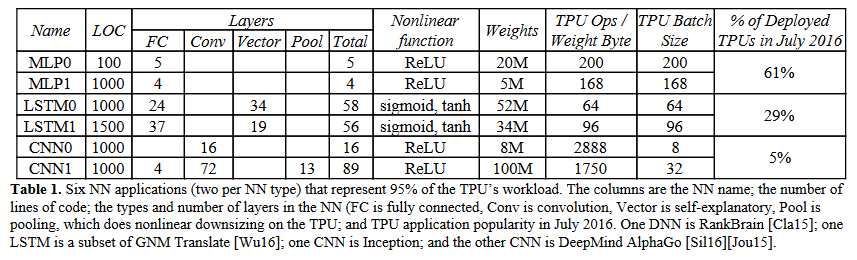 Name LOC Layers Nonlinear function Weights TPU Ops / Weight Byte TPU Batch Size % of Deployed TPUs in July 2016
FC Conv Vector Pool Total
MLP0 100 5 5 ReLU 20M 200 200 61%
MLP1 1000 4 4 ReLU 5M 168 168
LSTM0 1000 24 34 58 sigmoid, tanh 52M 64 64 29%
LSTM1 1500 37 19 56 sigmoid, tanh 34M 96 96
CNN0 1000 16 16 ReLU 8M 2888 8 5%
CNN1 1000 4 72 13 89 ReLU 100M 1750 32
Table 1. Six NN applications (two per NN type) that represent 95% of the TPU's workload. The columns are the NN name; the number of
lines of code; the types and number of layers in the NN (FC is fully connected, Conv is convolution, Vector is self-explanatory, Pool is
pooling, which does nonlinear downsizing on the TPU; and TPU application popularity in July 2016. One DNN is RankBrain [Cla15]; one
LSTM is a subset of GNM Translate [Wu16]; one CNN is Inception; and the other CNN is DeepMind AlphaGo [Sil16][Jou15].